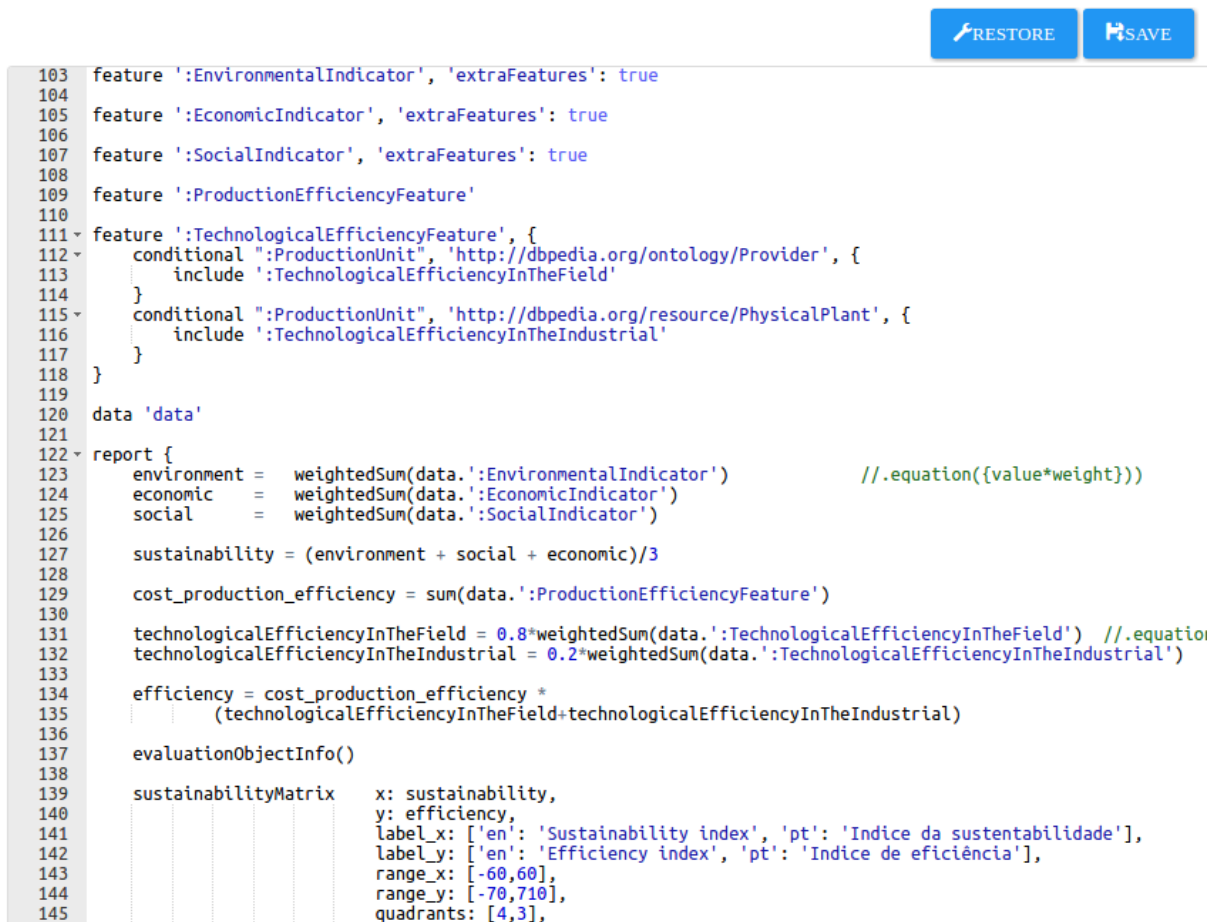 RESTORE SAVE
103 feature ':EnvironmentalIndicator', 'extraFeatures': true
104
105 feature ':EconomicIndicator', 'extraFeatures': true
106
107 feature ':SocialIndicator', 'extraFeatures': true
108
109 feature ':ProductionEfficiencyFeature'
110
111 feature ':TechnologicalEfficiencyFeature', {
112     conditional ":ProductionUnit", 'http://dbpedia.org/ontology/Provider', {
113         include ':TechnologicalEfficiencyInTheField'
114     }
115     conditional ":ProductionUnit", 'http://dbpedia.org/resource/PhysicalPlant', {
116         include ':TechnologicalEfficiencyInTheIndustrial'
117     }
118 }
119
120 data 'data'
121
122 report {
123     environment =   weightedSum(data.':EnvironmentalIndicator')             //.equation({value*weight}))
124     economic    =   weightedSum(data.':EconomicIndicator')
125     social      =   weightedSum(data.':SocialIndicator')
126
127     sustainability = (environment + social + economic)/3
128
129     cost_production_efficiency = sum(data.':ProductionEfficiencyFeature')
130
131     technologicalEfficiencyInTheField = 0.8*weightedSum(data.':TechnologicalEfficiencyInTheField')  //.equation
132     technologicalEfficiencyInTheIndustrial = 0.2*weightedSum(data.':TechnologicalEfficiencyInTheIndustrial')
133
134     efficiency = cost_production_efficiency *
135             (technologicalEfficiencyInTheField+technologicalEfficiencyInTheIndustrial)
136
137     evaluationObjectInfo()
138
139     sustainabilityMatrix    x: sustainability,
140                             y: efficiency,
141                             label_x: ['en': 'Sustainability index', 'pt': 'Indice da sustentabilidade'],
142                             label_y: ['en': 'Efficiency index', 'pt': 'Indice de eficiência'],
143                             range_x: [-60,60],
144                             range_y: [-70,710],
145                             quadrants: [4,3],